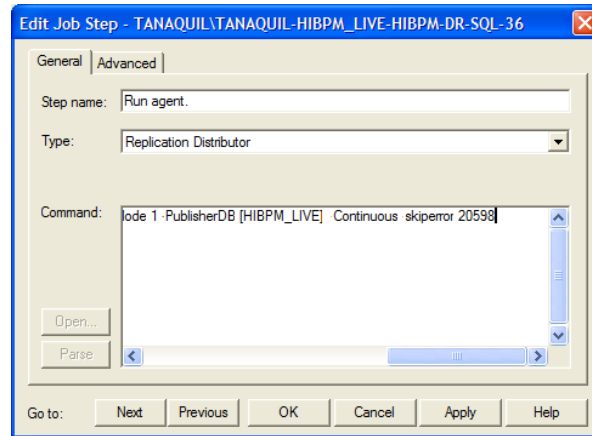 Edit Job Step - TANAQUIL\TANAQUIL-HIBPM_LIVE-HIBPM-DR-SQL-36
General Advanced
Step name: Run agent.
Type: Replication Distributor
Command: lode 1 -PublisherDB [HIBPM_LIVE] -Continuous -skiperror 20598
Open...
Parse
Go to: Next Previous OK Cancel Apply Help